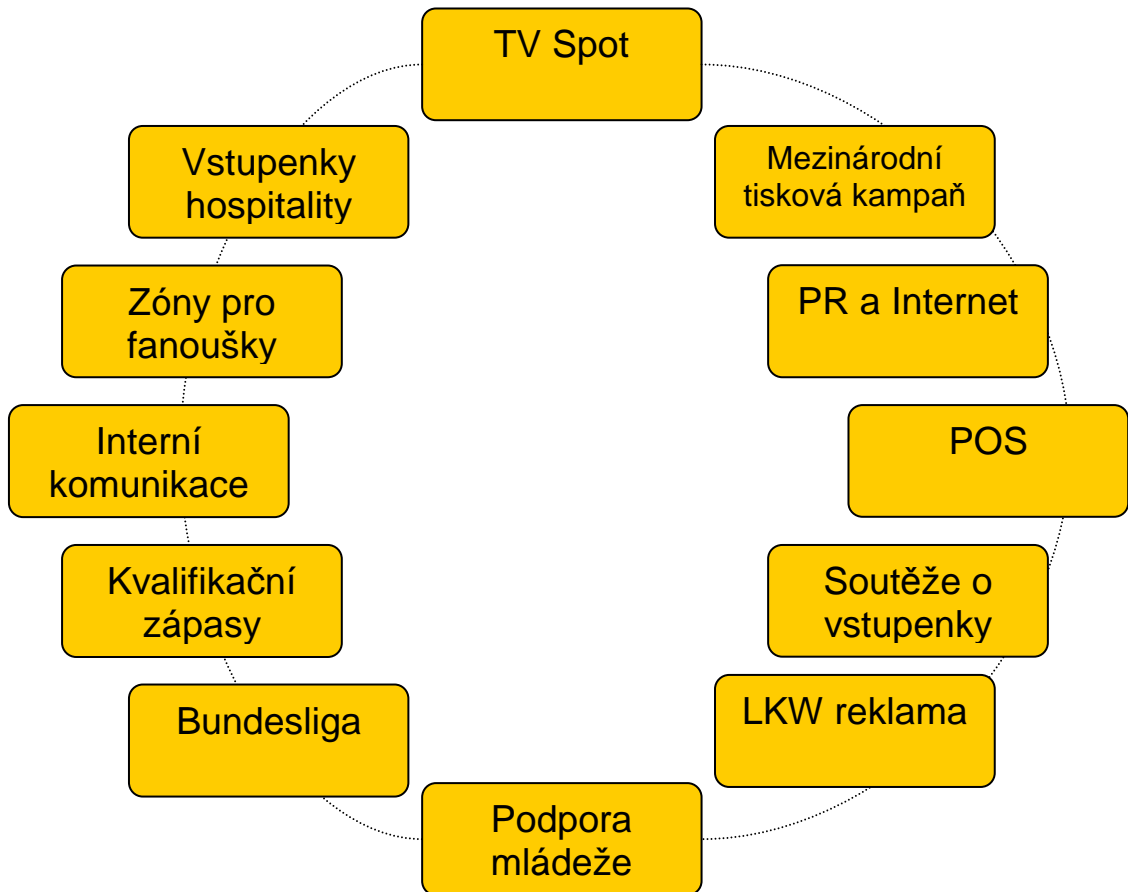 TV Spot
Mezinárodní
tisková kampaň
PR a Internet
POS
Soutěže o
vstupenky
LKW reklama
Podpora
mládeže
Bundesliga
Kvalifikační
zápasy
Interní
komunikace
Zóny pro
fanoušky
Vstupenky
hospitality